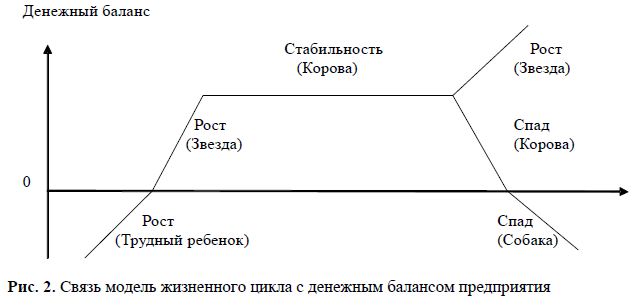 Денежный баланс
Стабильность
(Корова)
Рост
(Звезда)
Рост
(Звезда)
Спад
(Корова)
0
Рост
(Трудный ребенок)
Спад
(Собака)
Рис. 2. Связь модель жизненного цикла с денежным балансом предприятия